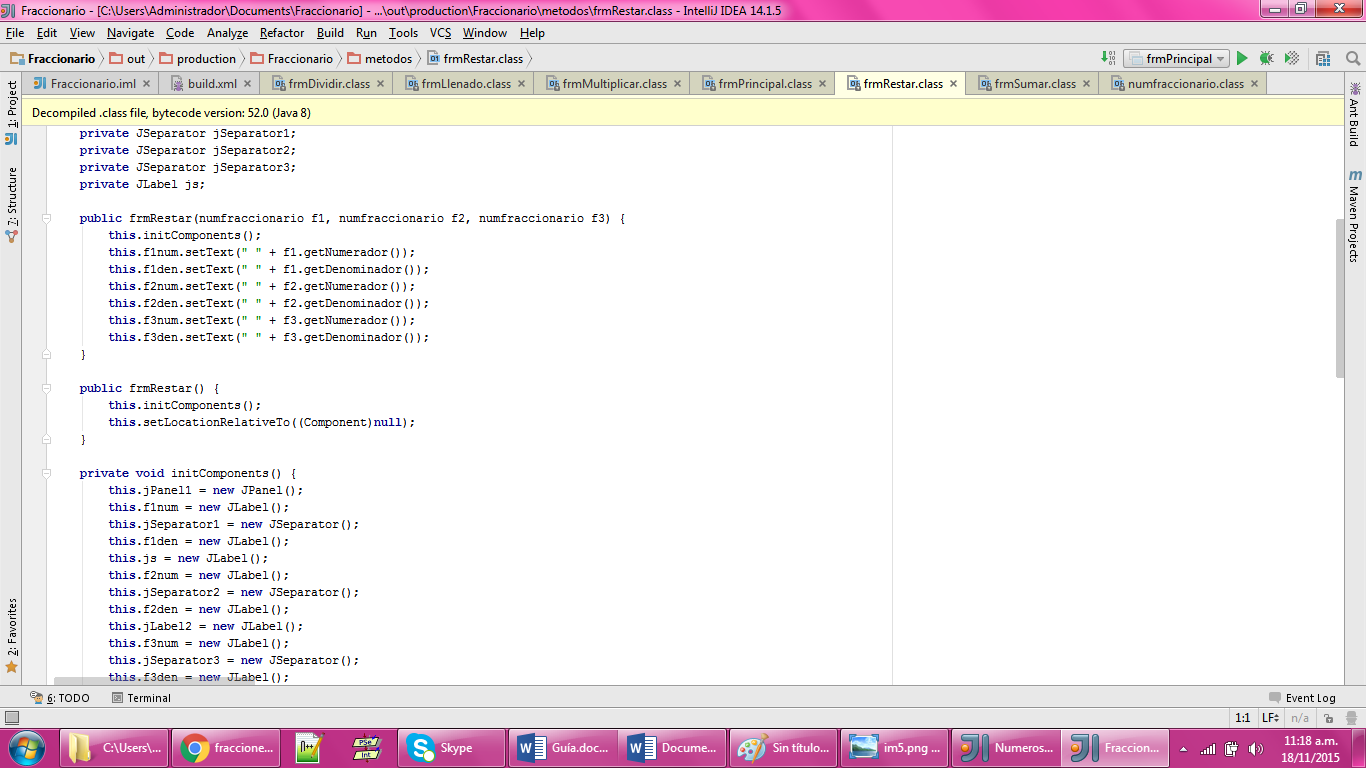 Fraccionario - [C:\Users\Administrador\Documents\Fraccionario] - ...\out\production\Fraccionario\metodos\frmRestar.class - IntelliJ IDEA 14.1.5
File Edit View Navigate Code Analyze Refactor Build Run Tools VCS Window Help
Fraccionario out production Fraccionario metodos frmRestar.class frmPrincipal
Fraccionario.iml build.xml frmDividir.class frmLlenado.class frmMultiplicar.class frmPrincipal.class frmRestar.class frmSumar.class numfraccionario.class
Decompiled .class file, bytecode version: 52.0 (Java 8)
1: Project
7: Structure
2: Favorites
Ant Build
Maven Projects
private JSeparator jSeparator1;
private JSeparator jSeparator2;
private JSeparator jSeparator3;
private JLabel js;
public frmRestar(numfraccionario f1, numfraccionario f2, numfraccionario f3) {
this.initComponents();
this.f1num.setText(" " + f1.getNumerador());
this.f1den.setText(" " + f1.getDenominador());
this.f2num.setText(" " + f2.getNumerador());
this.f2den.setText(" " + f2.getDenominador());
this.f3num.setText(" " + f3.getNumerador());
this.f3den.setText(" " + f3.getDenominador());
}
public frmRestar() {
this.initComponents();
this.setLocationRelativeTo((Component)null);
}
private void initComponents() {
this.jPanel1 = new JPanel();
this.f1num = new JLabel();
this.jSeparator1 = new JSeparator();
this.f1den = new JLabel();
this.js = new JLabel();
this.f2num = new JLabel();
this.jSeparator2 = new JSeparator();
this.f2den = new JLabel();
this.jLabel2 = new JLabel();
this.f3num = new JLabel();
this.jSeparator3 = new JSeparator();
this.f3den = new JLabel();
6: TODO Terminal Event Log
1:1 LF n/a
C:\Users\... fraccione... Skype Guía.doc... Docume... Sin título... im5.png ... Numeros... Fraccion... 11:18 a.m.
18/11/2015